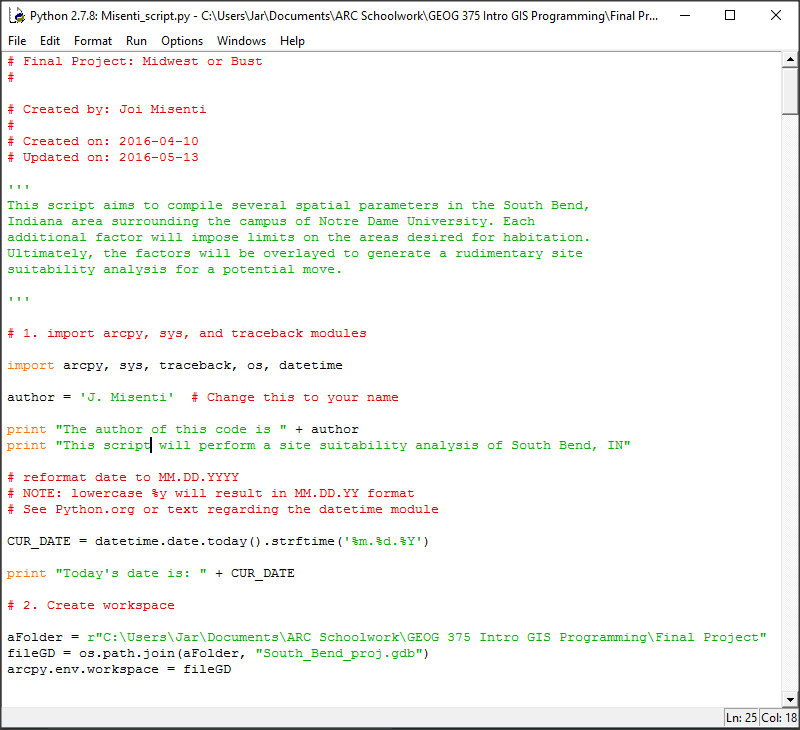 Python 2.7.8: Misenti_script.py - C:\Users\Jar\Documents\ARC Schoolwork\GEOG 375 Intro GIS Programming\Final Pr...
File Edit Format Run Options Windows Help
# Final Project: Midwest or Bust
#
# Created by: Joi Misenti
#
# Created on: 2016-04-10
# Updated on: 2016-05-13
'''
This script aims to compile several spatial parameters in the South Bend,
Indiana area surrounding the campus of Notre Dame University. Each
additional factor will impose limits on the areas desired for habitation.
Ultimately, the factors will be overlayed to generate a rudimentary site
suitability analysis for a potential move.
'''
# 1. import arcpy, sys, and traceback modules
import arcpy, sys, traceback, os, datetime
author = 'J. Misenti'  # Change this to your name
print "The author of this code is " + author
print "This script will perform a site suitability analysis of South Bend, IN"
# reformat date to MM.DD.YYYY
# NOTE: lowercase %y will result in MM.DD.YY format
# See Python.org or text regarding the datetime module
CUR_DATE = datetime.date.today().strftime('%m.%d.%Y')
print "Today's date is: " + CUR_DATE
# 2. Create workspace
aFolder = r"C:\Users\Jar\Documents\ARC Schoolwork\GEOG 375 Intro GIS Programming\Final Project"
fileGD = os.path.join(aFolder, "South_Bend_proj.gdb")
arcpy.env.workspace = fileGD
Ln: 25 Col: 18